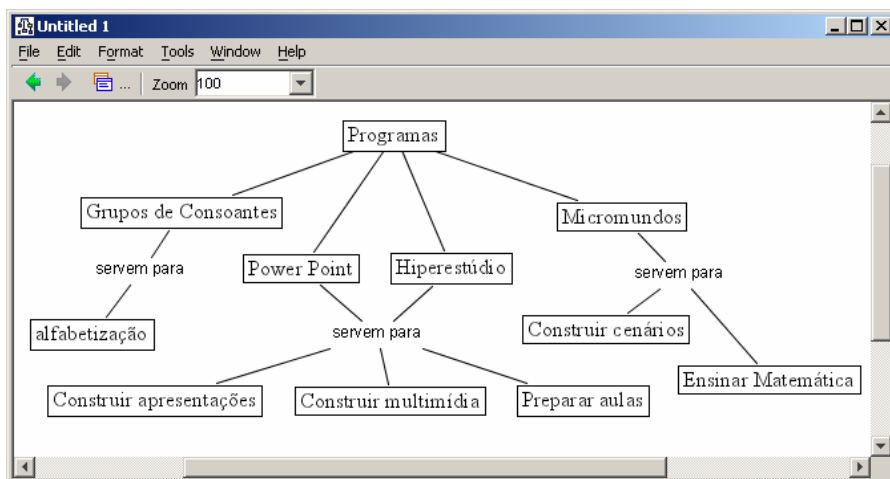 Untitled 1
File Edit Format Tools Window Help
... Zoom 100
Programas
Grupos de Consoantes
Micromundos
servem para
Power Point
Hiperestúdio
servem para
alfabetização
servem para
Construir cenários
Ensinar Matemática
Construir apresentações
Construir multimídia
Preparar aulas